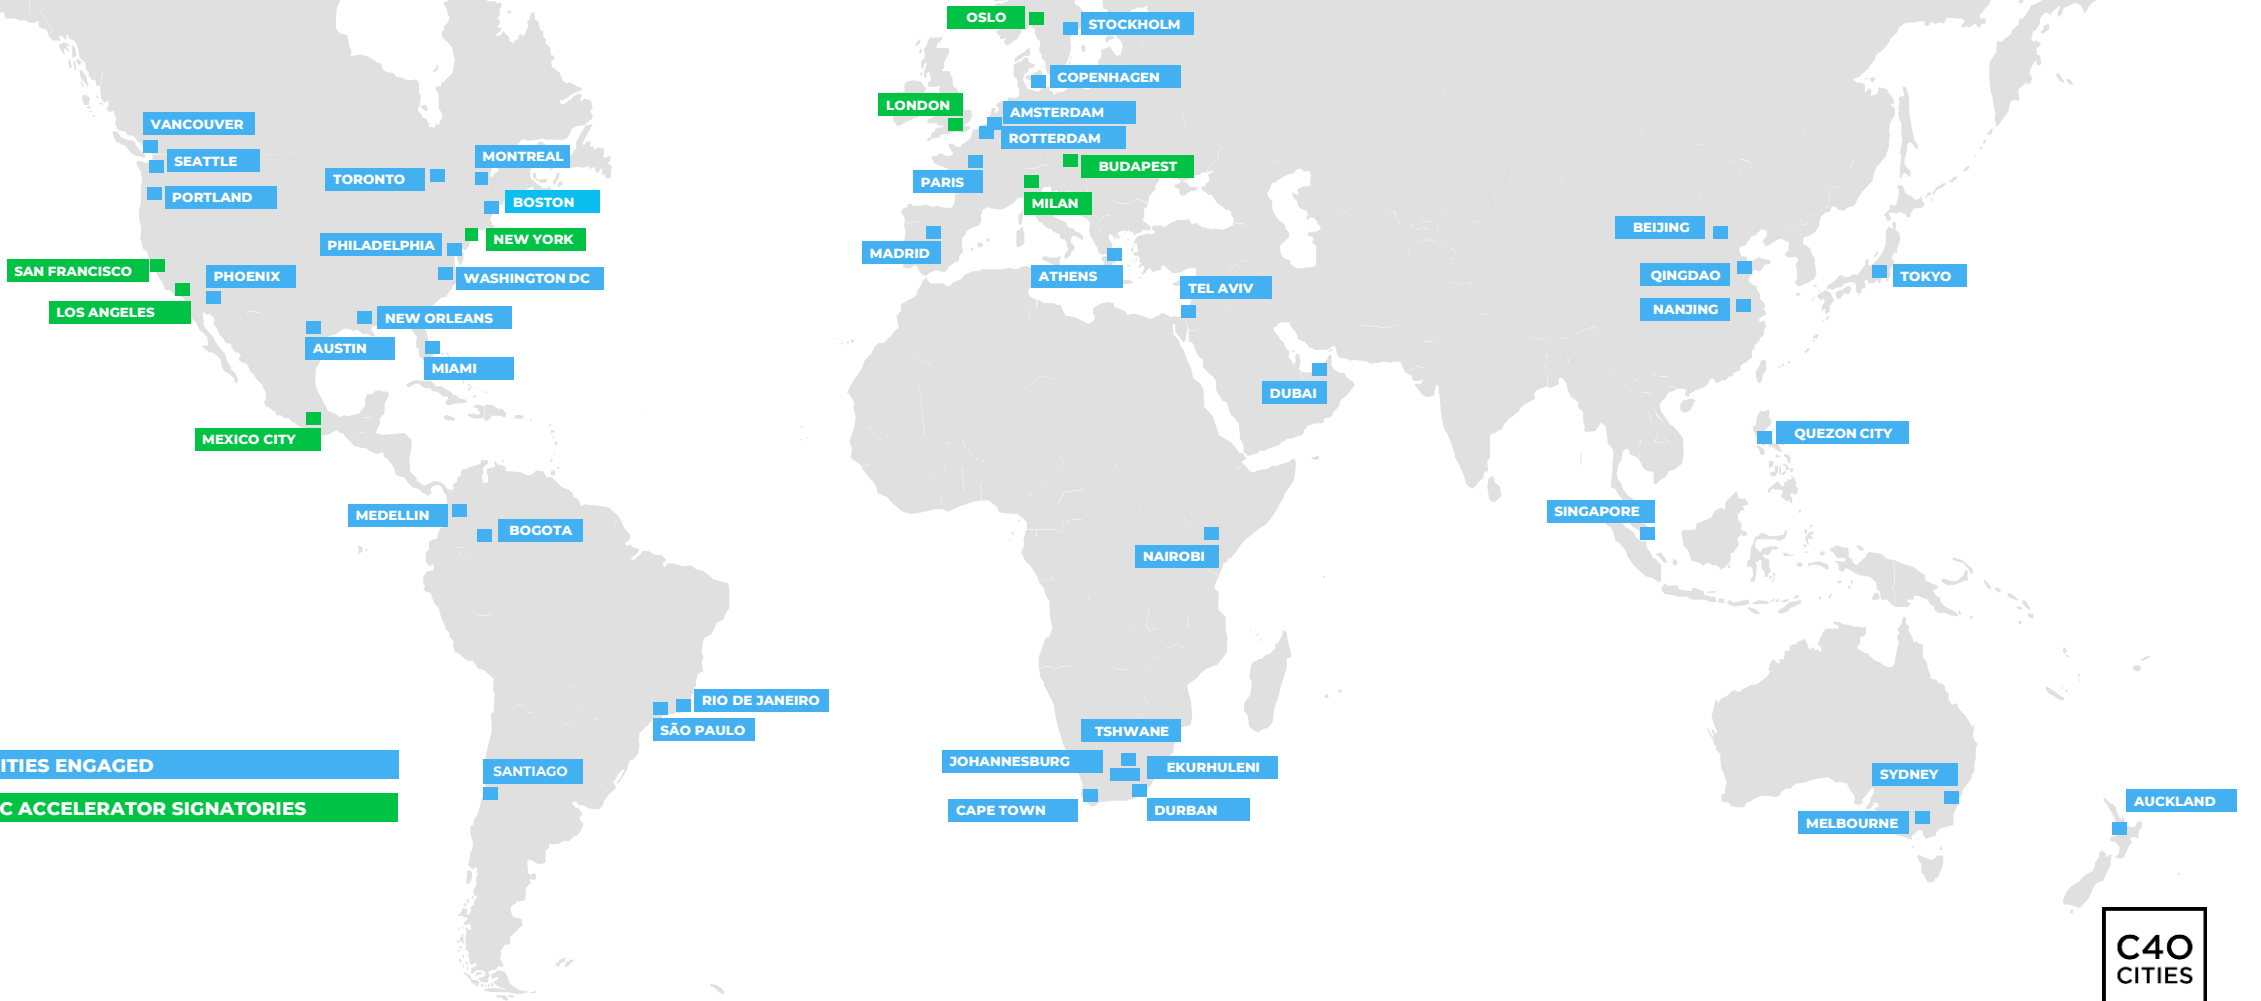 OSLO
STOCKHOLM
COPENHAGEN
LONDON
AMSTERDAM
ROTTERDAM
VANCOUVER
SEATTLE
MONTREAL
TORONTO
PORTLAND
BOSTON
PARIS
BUDAPEST
MILAN
PHILADELPHIA
NEW YORK
MADRID
BEIJING
SAN FRANCISCO
PHOENIX
WASHINGTON DC
ATHENS
TEL AVIV
QINGDAO
TOKYO
LOS ANGELES
NEW ORLEANS
NANJING
AUSTIN
MIAMI
DUBAI
MEXICO CITY
QUEZON CITY
MEDELLIN
BOGOTA
SINGAPORE
NAIROBI
RIO DE JANEIRO
SÃO PAULO
TSHWANE
JOHANNESBURG
EKURHULENI
ITIES ENGAGED
SANTIAGO
SYDNEY
C ACCELERATOR SIGNATORIES
CAPE TOWN
DURBAN
MELBOURNE
AUCKLAND
C40
CITIES